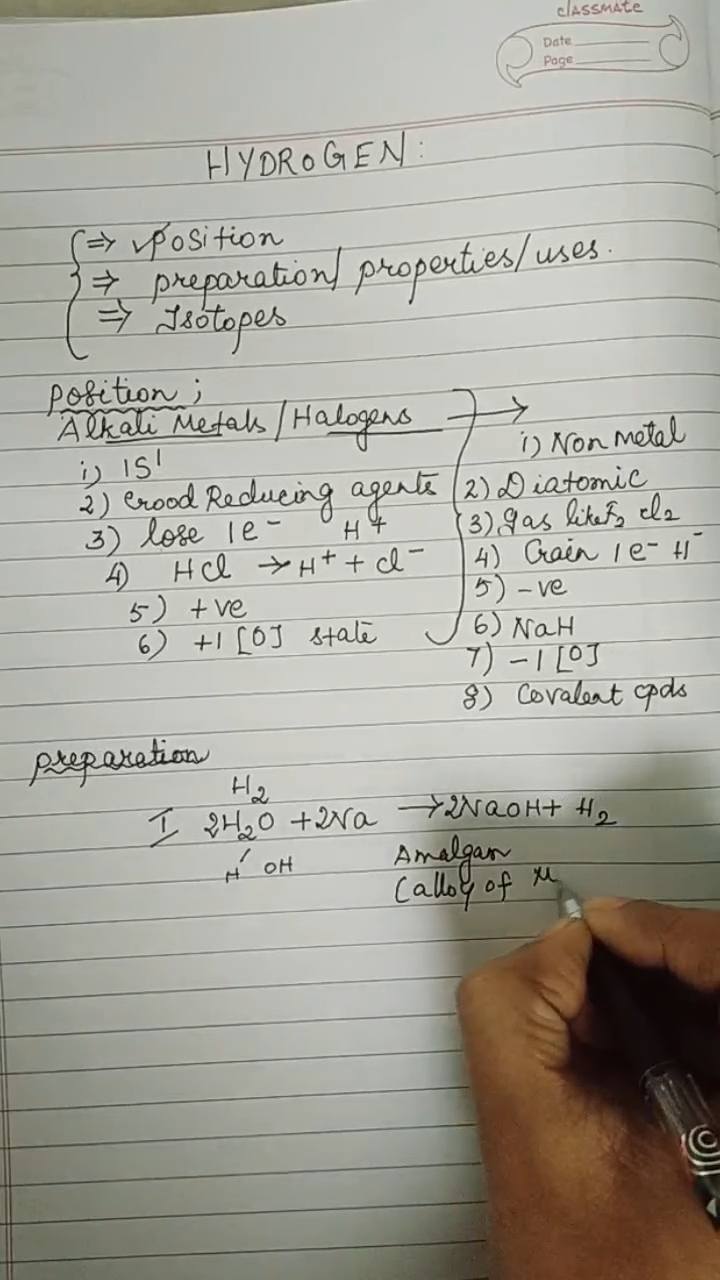 classmate
Date
Page
HYDROGEN:
⇒ position
⇒ preparation/ properties/uses.
⇒ Isotopes
position ;
Alkali Metals / Halogens →
i) 1S¹
2) Good Reducing agents
3) lose 1e⁻ H⁺
4) HCl → H⁺ + Cl⁻
5) +ve
6) +1 [O] state
i) Non metal
2) Diatomic
3) gas like F₂ Cl₂
4) Gain 1e⁻ H⁻
5) -ve
6) NaH
7) -1 [O]
8) Covalent cpds
preparation
H₂
I 2H₂O + 2Na → 2NaOH + H₂
H OH
Amalgam
(alloy of